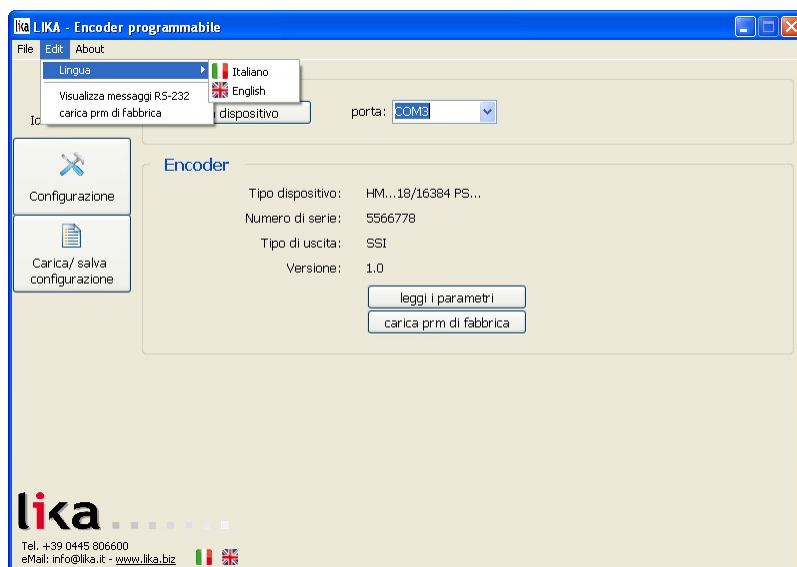 LIKA - Encoder programmabile
File Edit About
Lingua
Italiano
English
Visualizza messaggi RS-232
carica prm di fabbrica
dispositivo
porta: COM3
Configurazione
Carica/ salva
configurazione
Encoder
Tipo dispositivo: HM...18/16384 PS...
Numero di serie: 5566778
Tipo di uscita: SSI
Versione: 1.0
leggi i parametri
carica prm di fabbrica
lika
Tel. +39 0445 806600
eMail: info@lika.it - www.lika.biz